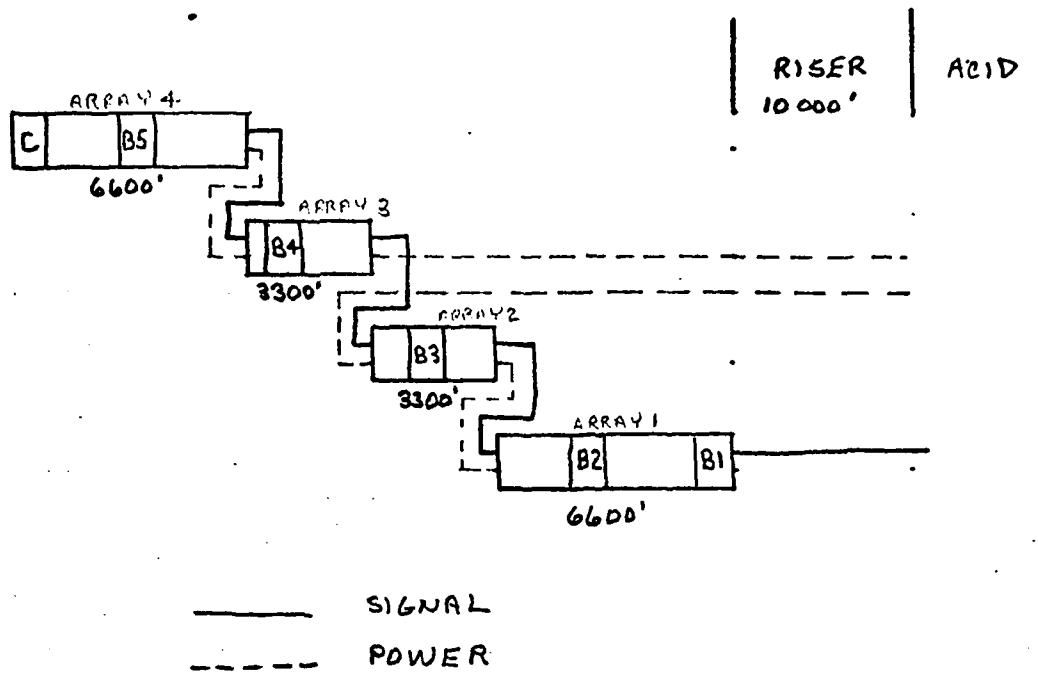 RISER
10 000'
ACID
ARRAY 4
C
B5
6600'
ARRAY 3
B4
3300'
ARRAY 2
B3
3300'
ARRAY 1
B2
B1
6600'
SIGNAL
POWER